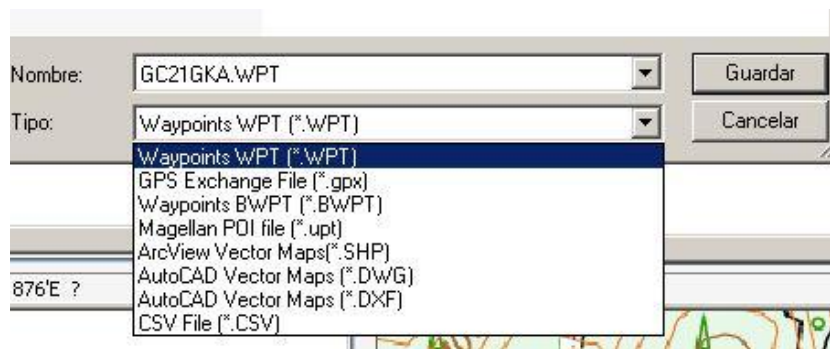 Nombre: GC21GKA.WPT Guardar
Tipo: Waypoints WPT (*.WPT) Cancelar
Waypoints WPT (*.WPT)
GPS Exchange File (*.gpx)
Waypoints BWPT (*.BWPT)
Magellan POI file (*.upt)
ArcView Vector Maps(*.SHP)
AutoCAD Vector Maps (*.DWG)
876'E ?
AutoCAD Vector Maps (*.DXF)
CSV File (*.CSV)